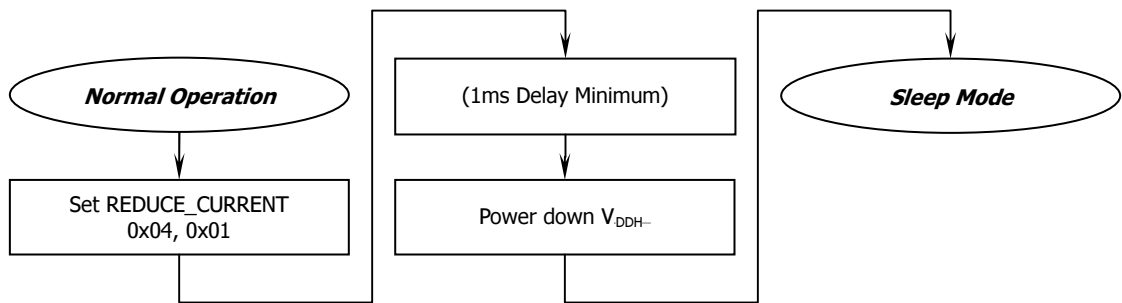 Normal Operation
Set REDUCE_CURRENT
0x04, 0x01
(1ms Delay Minimum)
Power down VDDH
Sleep Mode